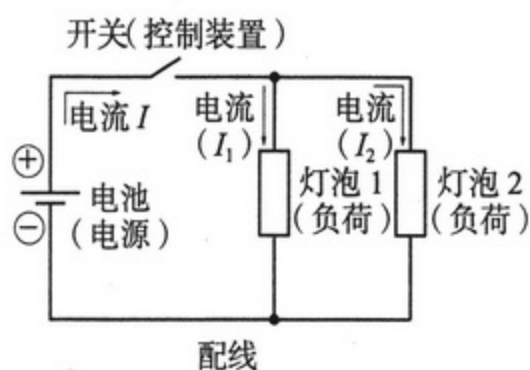 开关(控制装置)
电流 I
电流
(I₁)
电流
(I₂)
⊕
电池
(电源)
⊖
灯泡 1
(负荷)
灯泡 2
(负荷)
配线